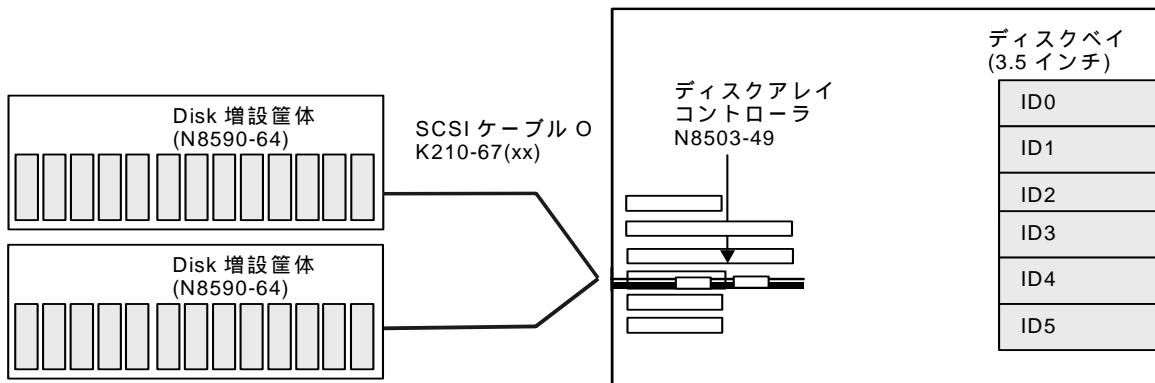 ディスクベイ
(3.5 インチ)
ディスクアレイ
コントローラ
N8503-49
Disk 増設筐体
(N8590-64)
SCSI ケーブル O
K210-67(xx)
Disk 増設筐体
(N8590-64)
ID0
ID1
ID2
ID3
ID4
ID5